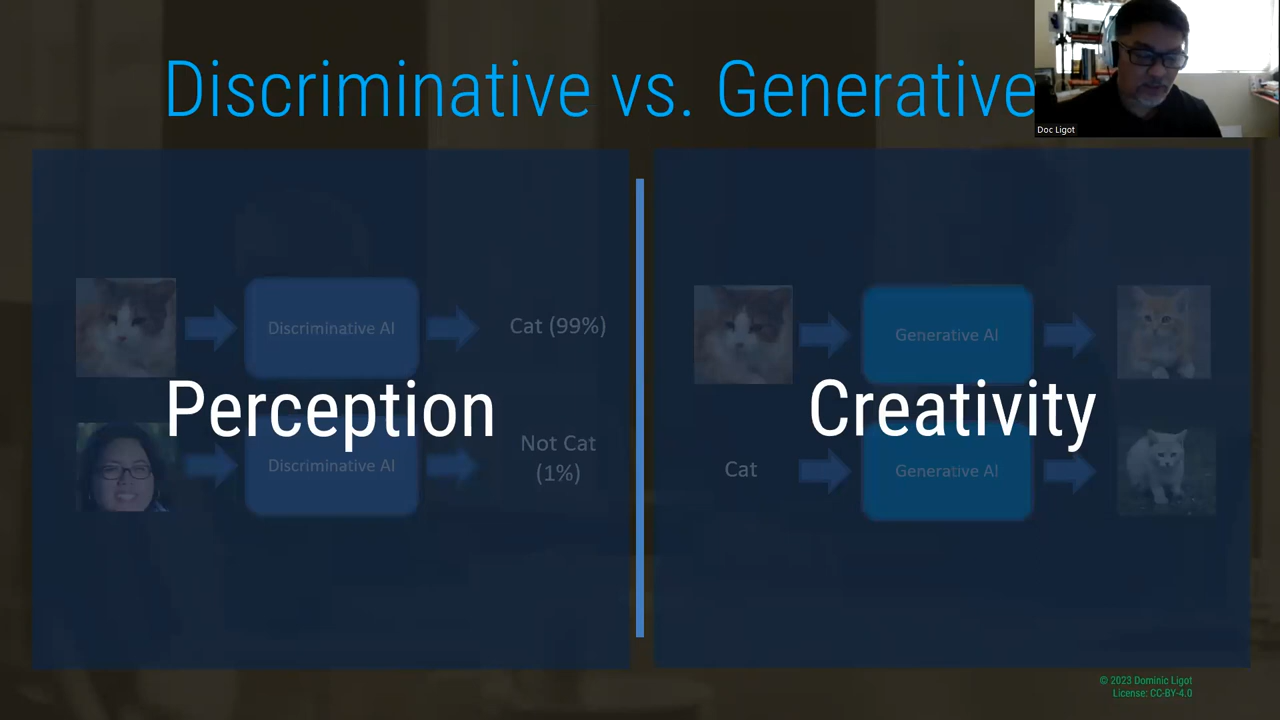 Discriminative vs. Generative
Doc Ligot
Discriminative AI
Cat (99%)
Perception
Discriminative AI
Not Cat
(1%)
Generative AI
Creativity
Cat
Generative AI
© 2023 Dominic Ligot
License: CC-BY-4.0